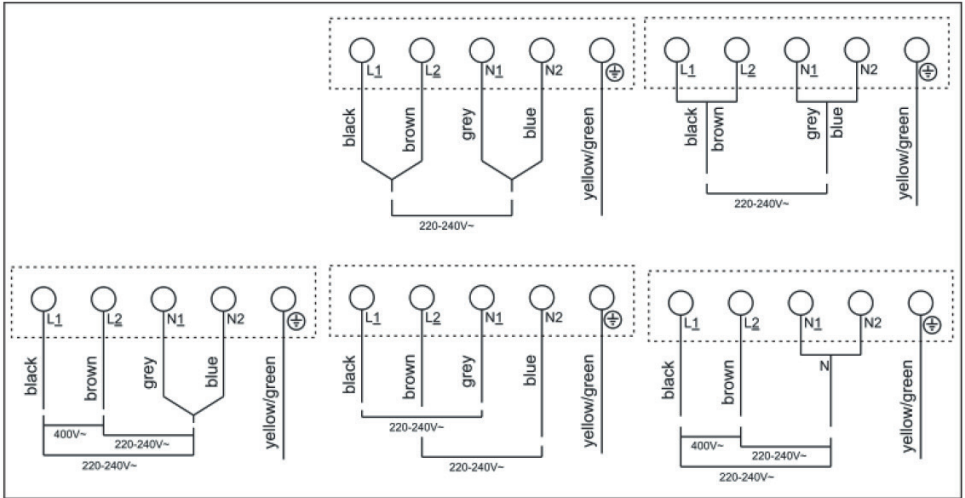 L1 L2 N1 N2
black brown grey blue yellow/green
220-240V~
L1 L2 N1 N2
black brown grey blue yellow/green
220-240V~
L1 L2 N1 N2
black brown grey blue yellow/green
400V~
220-240V~
220-240V~
L1 L2 N1 N2
black brown grey blue yellow/green
220-240V~
220-240V~
L1 L2 N1 N2
N
black brown yellow/green
400V~
220-240V~
220-240V~